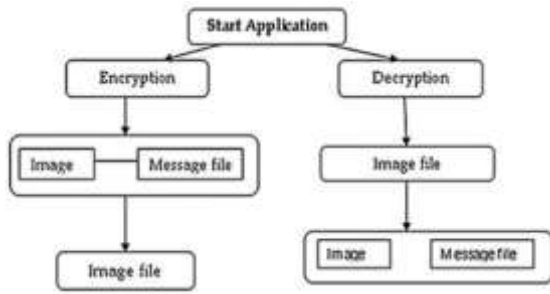 Start Application
Encryption
Decryption
Image
Message file
Image file
Image file
Image
Message file